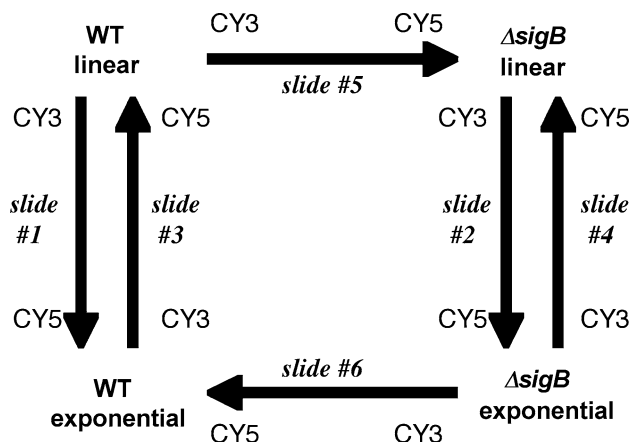 CY3 CY5
WT ΔsigB
linear linear
slide #5
CY3 CY5 CY3 CY5
slide slide slide slide
#1 #3 #2 #4
CY5 CY3 CY5 CY3
slide #6
WT ΔsigB
exponential exponential
CY5 CY3